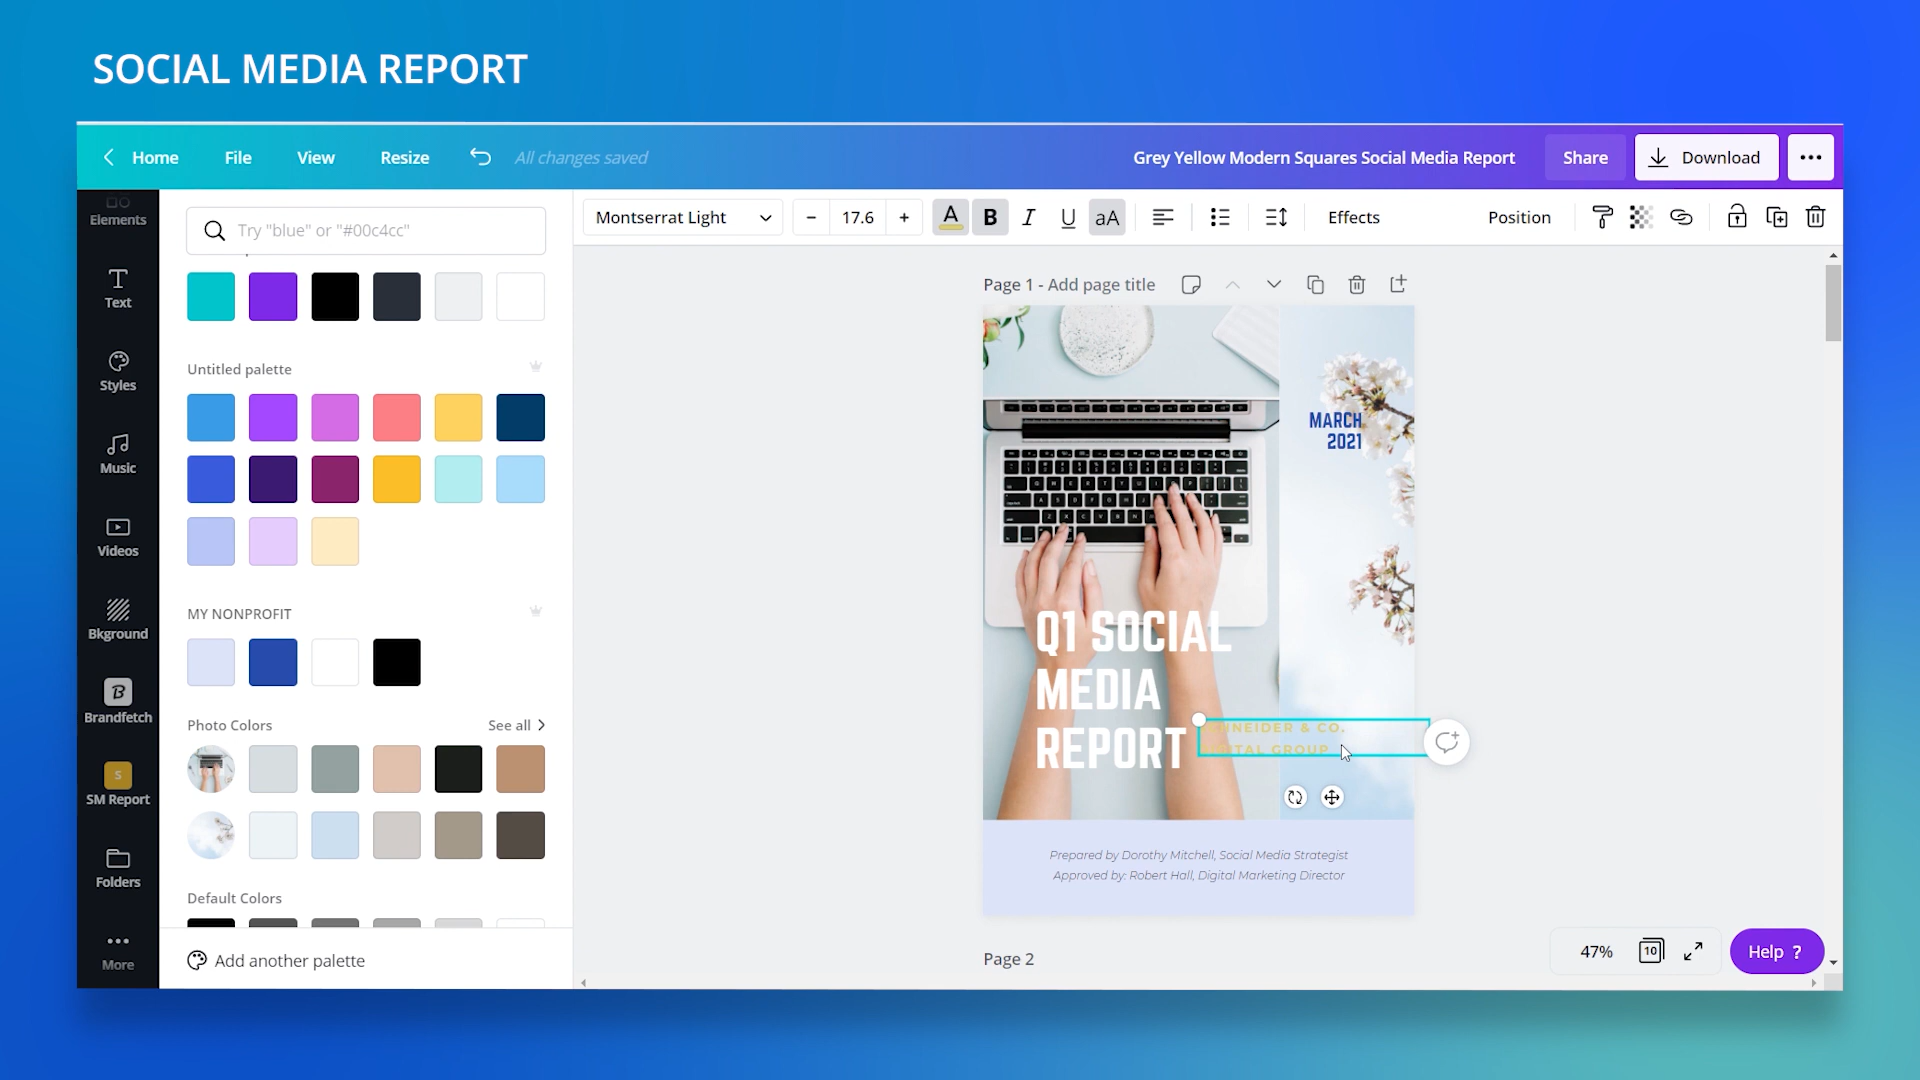 SOCIAL MEDIA REPORT
Home File View Resize All changes saved Grey Yellow Modern Squares Social Media Report Share Download
Elements
Text
Styles
Music
Videos
Bkground
Brandfetch
S
SM Report
Folders
More
Try "blue" or "#00c4cc"
Untitled palette
MY NONPROFIT
Photo Colors See all
Default Colors
Add another palette
Montserrat Light − 17.6 + A B I U aA Effects Position
Page 1 - Add page title
MARCH
2021
Q1 SOCIAL
MEDIA
REPORT
& CO.
GROUP
Prepared by Dorothy Mitchell, Social Media Strategist
Approved by: Robert Hall, Digital Marketing Director
Page 2
47% 10 Help ?